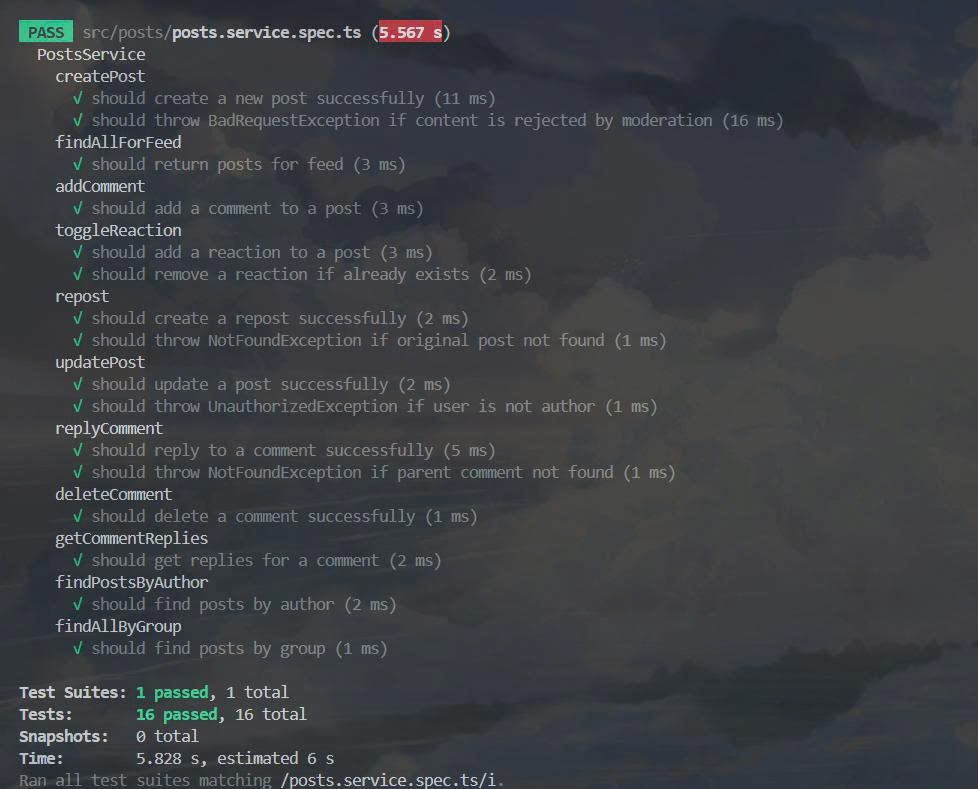 PASS src/posts/posts.service.spec.ts (5.567 s)
PostsService
createPost
√ should create a new post successfully (11 ms)
√ should throw BadRequestException if content is rejected by moderation (16 ms)
findAllForFeed
√ should return posts for feed (3 ms)
addComment
√ should add a comment to a post (3 ms)
toggleReaction
√ should add a reaction to a post (3 ms)
√ should remove a reaction if already exists (2 ms)
repost
√ should create a repost successfully (2 ms)
√ should throw NotFoundException if original post not found (1 ms)
updatePost
√ should update a post successfully (2 ms)
√ should throw UnauthorizedException if user is not author (1 ms)
replyComment
√ should reply to a comment successfully (5 ms)
√ should throw NotFoundException if parent comment not found (1 ms)
deleteComment
√ should delete a comment successfully (1 ms)
getCommentReplies
√ should get replies for a comment (2 ms)
findPostsByAuthor
√ should find posts by author (2 ms)
findAllByGroup
√ should find posts by group (1 ms)
Test Suites: 1 passed, 1 total
Tests: 16 passed, 16 total
Snapshots: 0 total
Time: 5.828 s, estimated 6 s
Ran all test suites matching /posts.service.spec.ts/i.